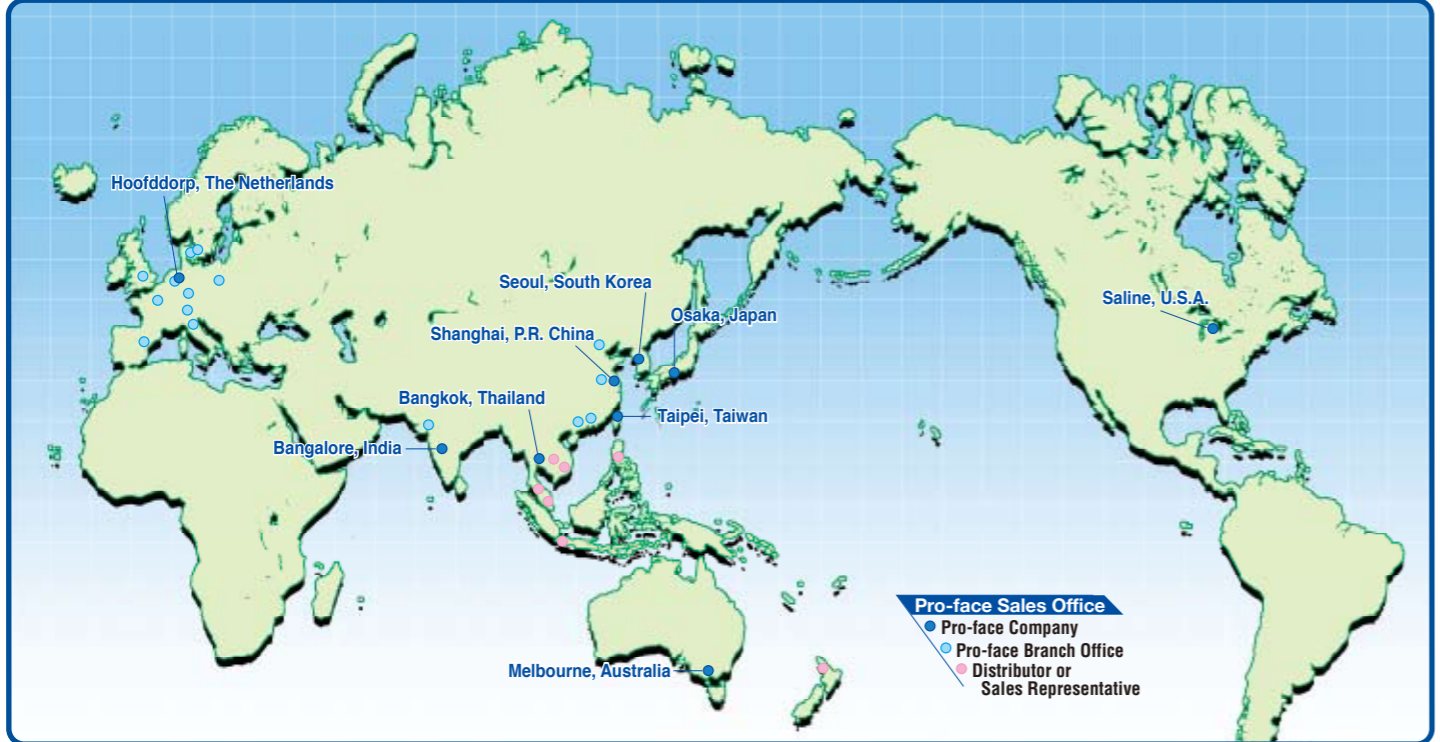 Hoofddorp, The Netherlands
Seoul, South Korea
Saline, U.S.A.
Osaka, Japan
Shanghai, P.R. China
Bangkok, Thailand
Taipei, Taiwan
Bangalore, India
Pro-face Sales Office
Pro-face Company
Pro-face Branch Office
Distributor or
Sales Representative
Melbourne, Australia